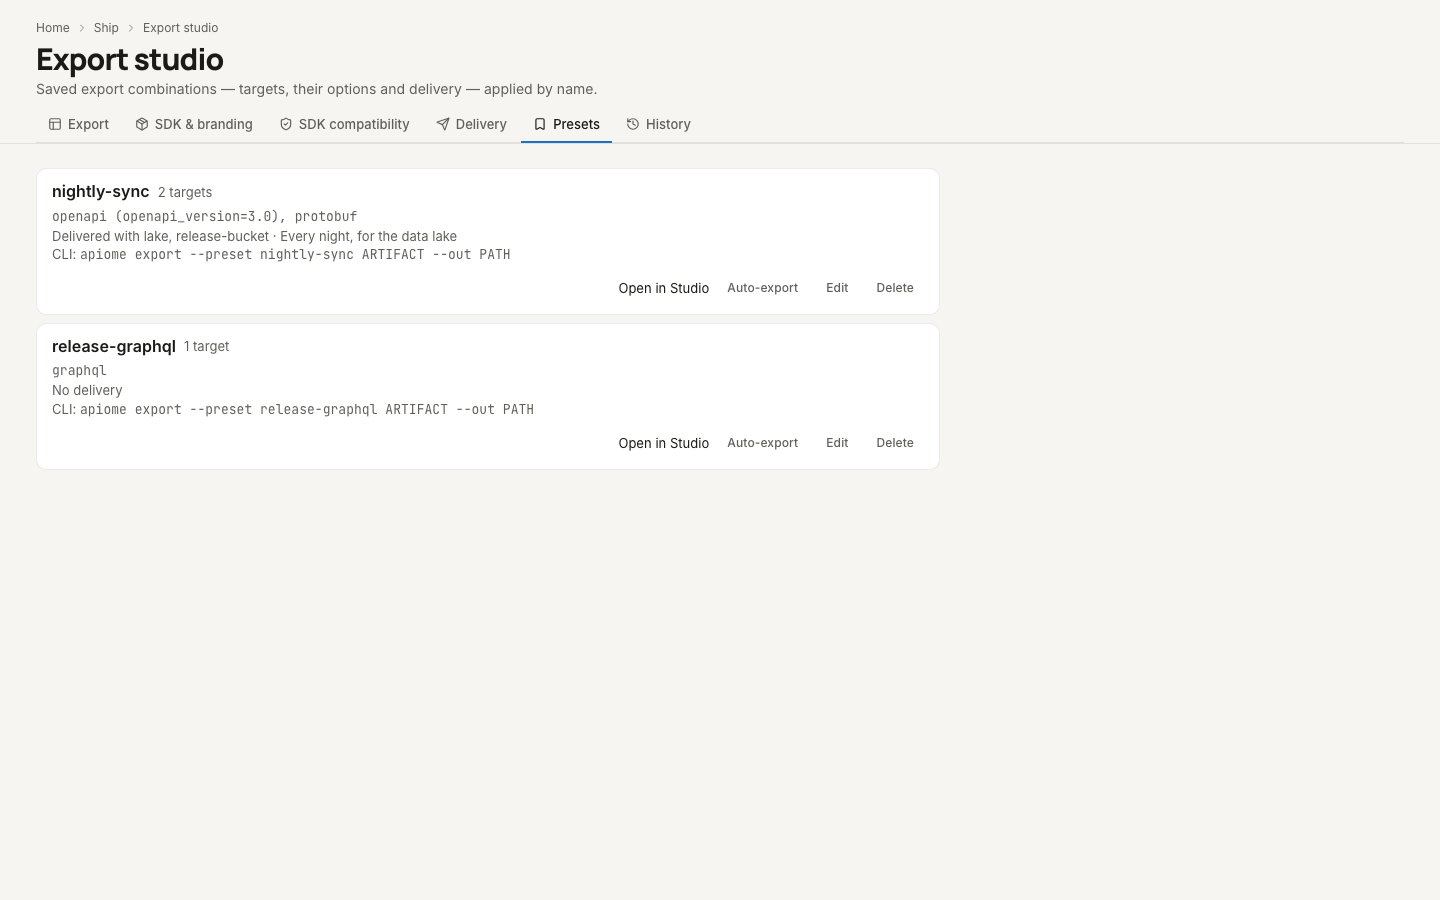 Home > Ship > Export studio
Export studio
Saved export combinations — targets, their options and delivery — applied by name.
Export SDK & branding SDK compatibility Delivery Presets History
nightly-sync 2 targets
openapi (openapi_version=3.0), protobuf
Delivered with lake, release-bucket · Every night, for the data lake
CLI: apiome export --preset nightly-sync ARTIFACT --out PATH
Open in Studio Auto-export Edit Delete
release-graphql 1 target
graphql
No delivery
CLI: apiome export --preset release-graphql ARTIFACT --out PATH
Open in Studio Auto-export Edit Delete